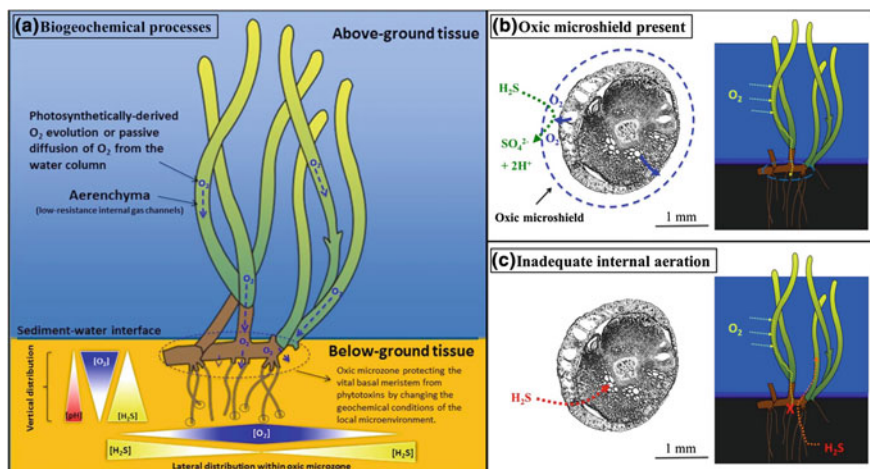 (a) Biogeochemical processes
Above-ground tissue
Photosynthetically-derived
O₂ evolution or passive
diffusion of O₂ from the
water column
Aerenchyma
(low-resistance internal gas channels)
O₂
O₂
O₂
O₂
O₂
O₂
O₂
Sediment-water interface
Below-ground tissue
Oxic microzone protecting the
vital basal meristem from
phytotoxins by changing the
geochemical conditions of the
local microenvironment.
Vertical distribution
[O₂]
[pH]
[H₂S]
[O₂]
[H₂S]
[H₂S]
Lateral distribution within oxic microzone
(b) Oxic microshield present
H₂S
O₂
O₂
SO₄²⁻
+ 2H⁺
Oxic microshield
1 mm
O₂
(c) Inadequate internal aeration
H₂S
1 mm
O₂
X
H₂S